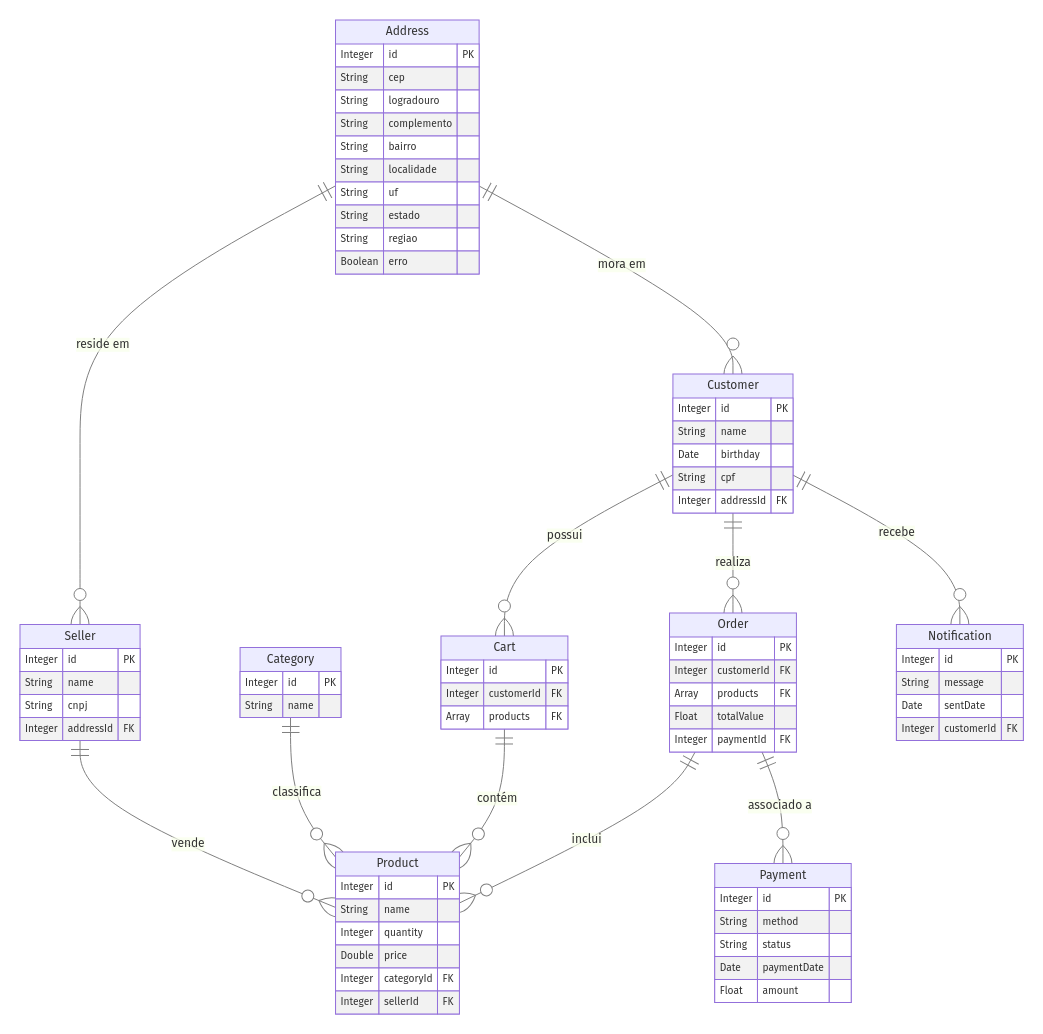 Address
Integer id PK
String cep
String logradouro
String complemento
String bairro
String localidade
String uf
String estado
String regiao
Boolean erro
reside em
mora em
Customer
Integer id PK
String name
Date birthday
String cpf
Integer addressId FK
possui
realiza
recebe
Seller
Integer id PK
String name
String cnpj
Integer addressId FK
Category
Integer id PK
String name
Cart
Integer id PK
Integer customerId FK
Array products FK
Order
Integer id PK
Integer customerId FK
Array products FK
Float totalValue
Integer paymentId FK
Notification
Integer id PK
String message
Date sentDate
Integer customerId FK
vende
classifica
contém
inclui
associado a
Product
Integer id PK
String name
Integer quantity
Double price
Integer categoryId FK
Integer sellerId FK
Payment
Integer id PK
String method
String status
Date paymentDate
Float amount